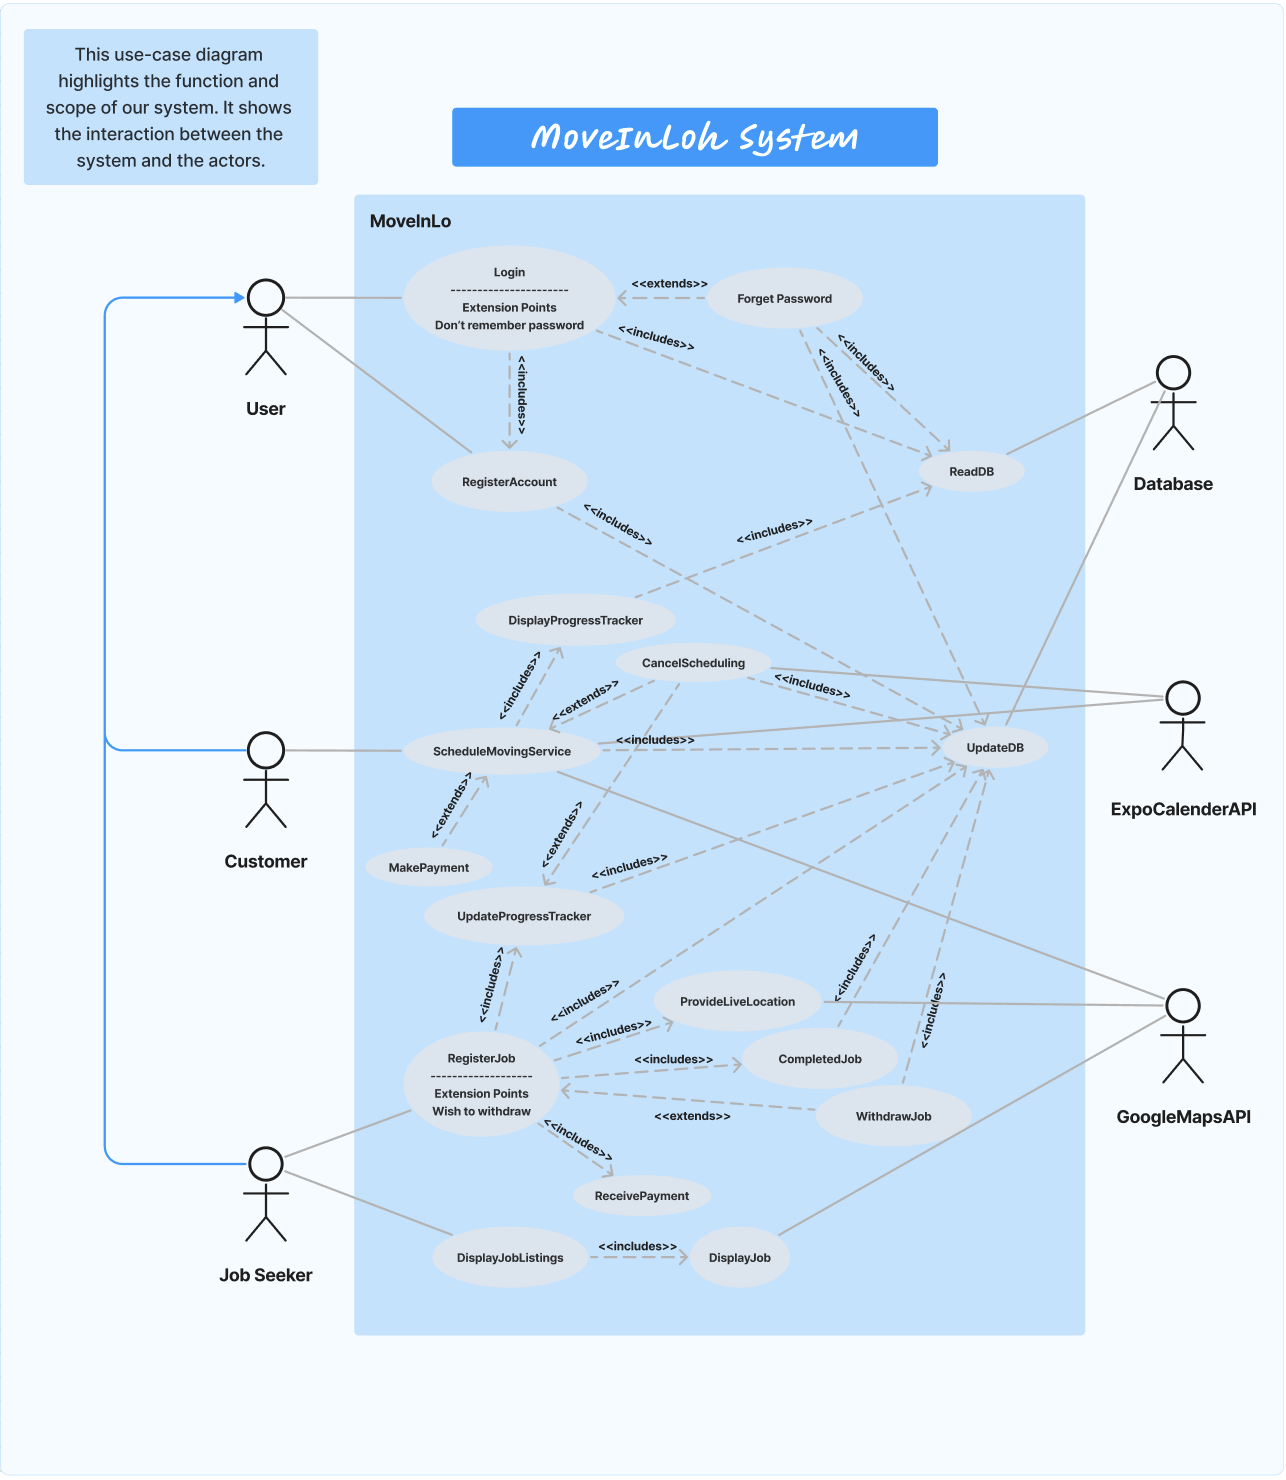 This use-case diagram
highlights the function and
scope of our system. It shows
the interaction between the
system and the actors.
MoveInLoh System
MoveInLo
Login
Extension Points
Don't remember password
<<extends>>
Forget Password
<<includes>>
<<includes>>
<<includes>>
<<includes>>
User
RegisterAccount
ReadDB
Database
<<includes>>
<<includes>>
DisplayProgressTracker
CancelScheduling
<<includes>>
<<extends>>
<<includes>>
ScheduleMovingService
<<includes>>
UpdateDB
ExpoCalenderAPI
<<extends>>
<<extends>>
Customer
MakePayment
<<includes>>
UpdateProgressTracker
<<includes>>
<<includes>>
<<includes>>
ProvideLiveLocation
<<includes>>
<<includes>>
RegisterJob
Extension Points
Wish to withdraw
<<includes>>
CompletedJob
<<extends>>
WithdrawJob
GoogleMapsAPI
<<includes>>
ReceivePayment
Job Seeker
DisplayJobListings
<<includes>>
DisplayJob